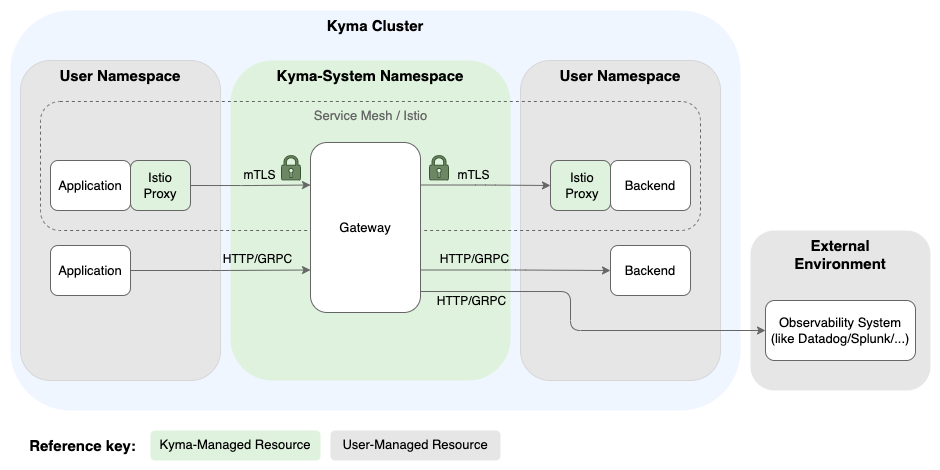 Kyma Cluster
User Namespace
Kyma-System Namespace
User Namespace
Service Mesh / Istio
Application
Istio
Proxy
mTLS
Gateway
mTLS
Istio
Proxy
Backend
Application
HTTP/GRPC
HTTP/GRPC
HTTP/GRPC
Backend
External
Environment
Observability System
(like Datadog/Splunk/...)
Reference key:
Kyma-Managed Resource
User-Managed Resource